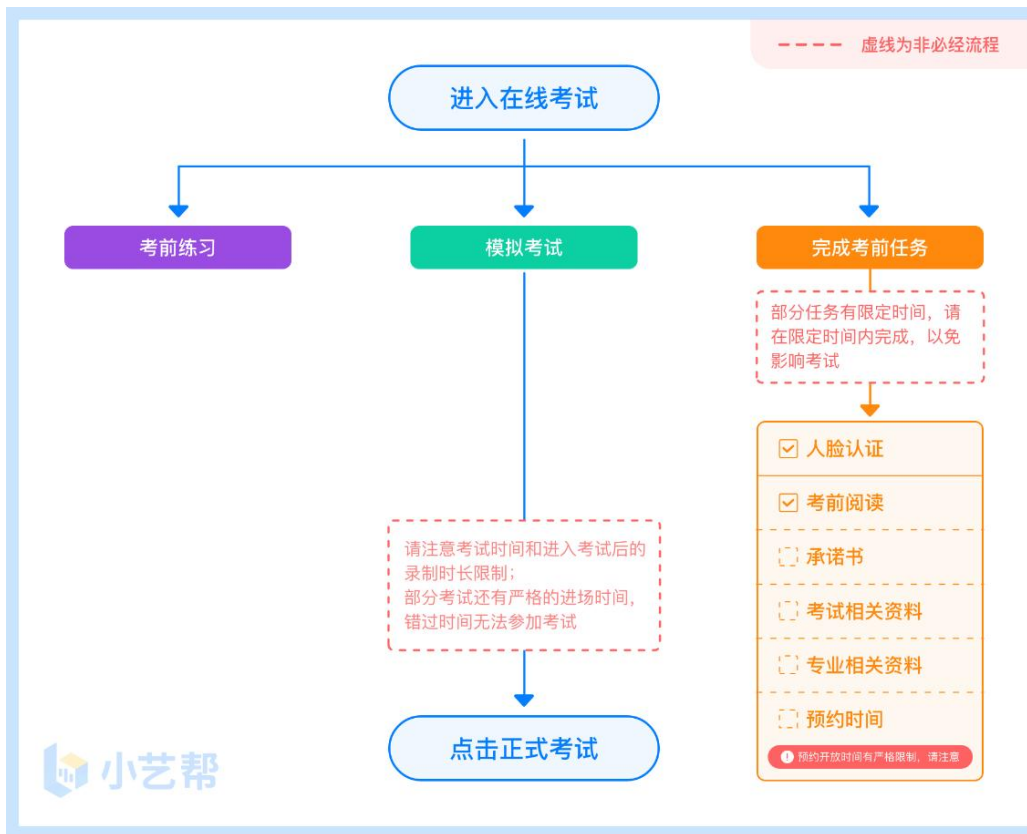 虚线为非必经流程
进入在线考试
考前练习
模拟考试
完成考前任务
部分任务有限定时间，请
在限定时间内完成，以免
影响考试
人脸认证
考前阅读
承诺书
考试相关资料
专业相关资料
预约时间
预约开放时间有严格限制，请注意
请注意考试时间和进入考试后的
录制时长限制；
部分考试还有严格的进场时间，
错过时间无法参加考试
点击正式考试
小艺帮